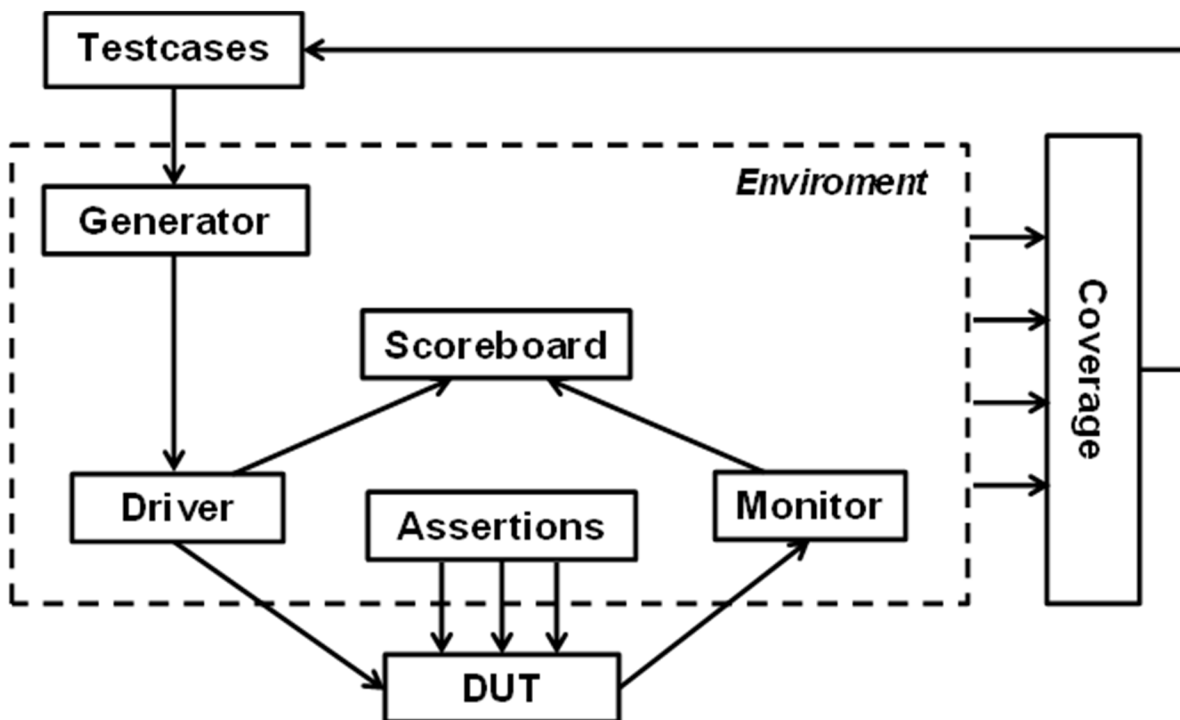 Testcases
Enviroment
Generator
Scoreboard
Coverage
Driver
Assertions
Monitor
DUT